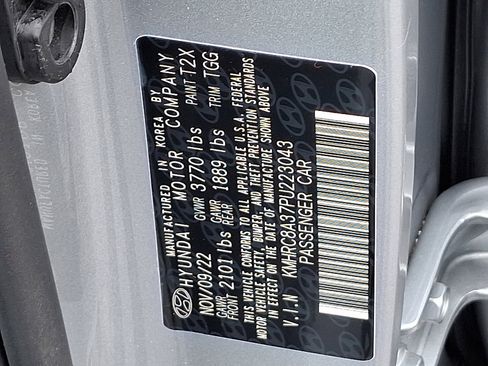 MANUFACTURED IN KOREA BY
HYUNDAI MOTOR COMPANY
NOV/09/22 GVWR 3770 lbs PAINT T2X
GAWR FRONT 2101 lbs GAWR REAR 1889 lbs TRIM TGG
THIS VEHICLE CONFORMS TO ALL APPLICABLE U.S.A. FEDERAL
MOTOR VEHICLE SAFETY, BUMPER, AND THEFT PREVENTION STANDARDS
IN EFFECT ON THE DATE OF MANUFACTURE SHOWN ABOVE
V.I.N KMHRC8A37PU223043
PASSENGER CAR